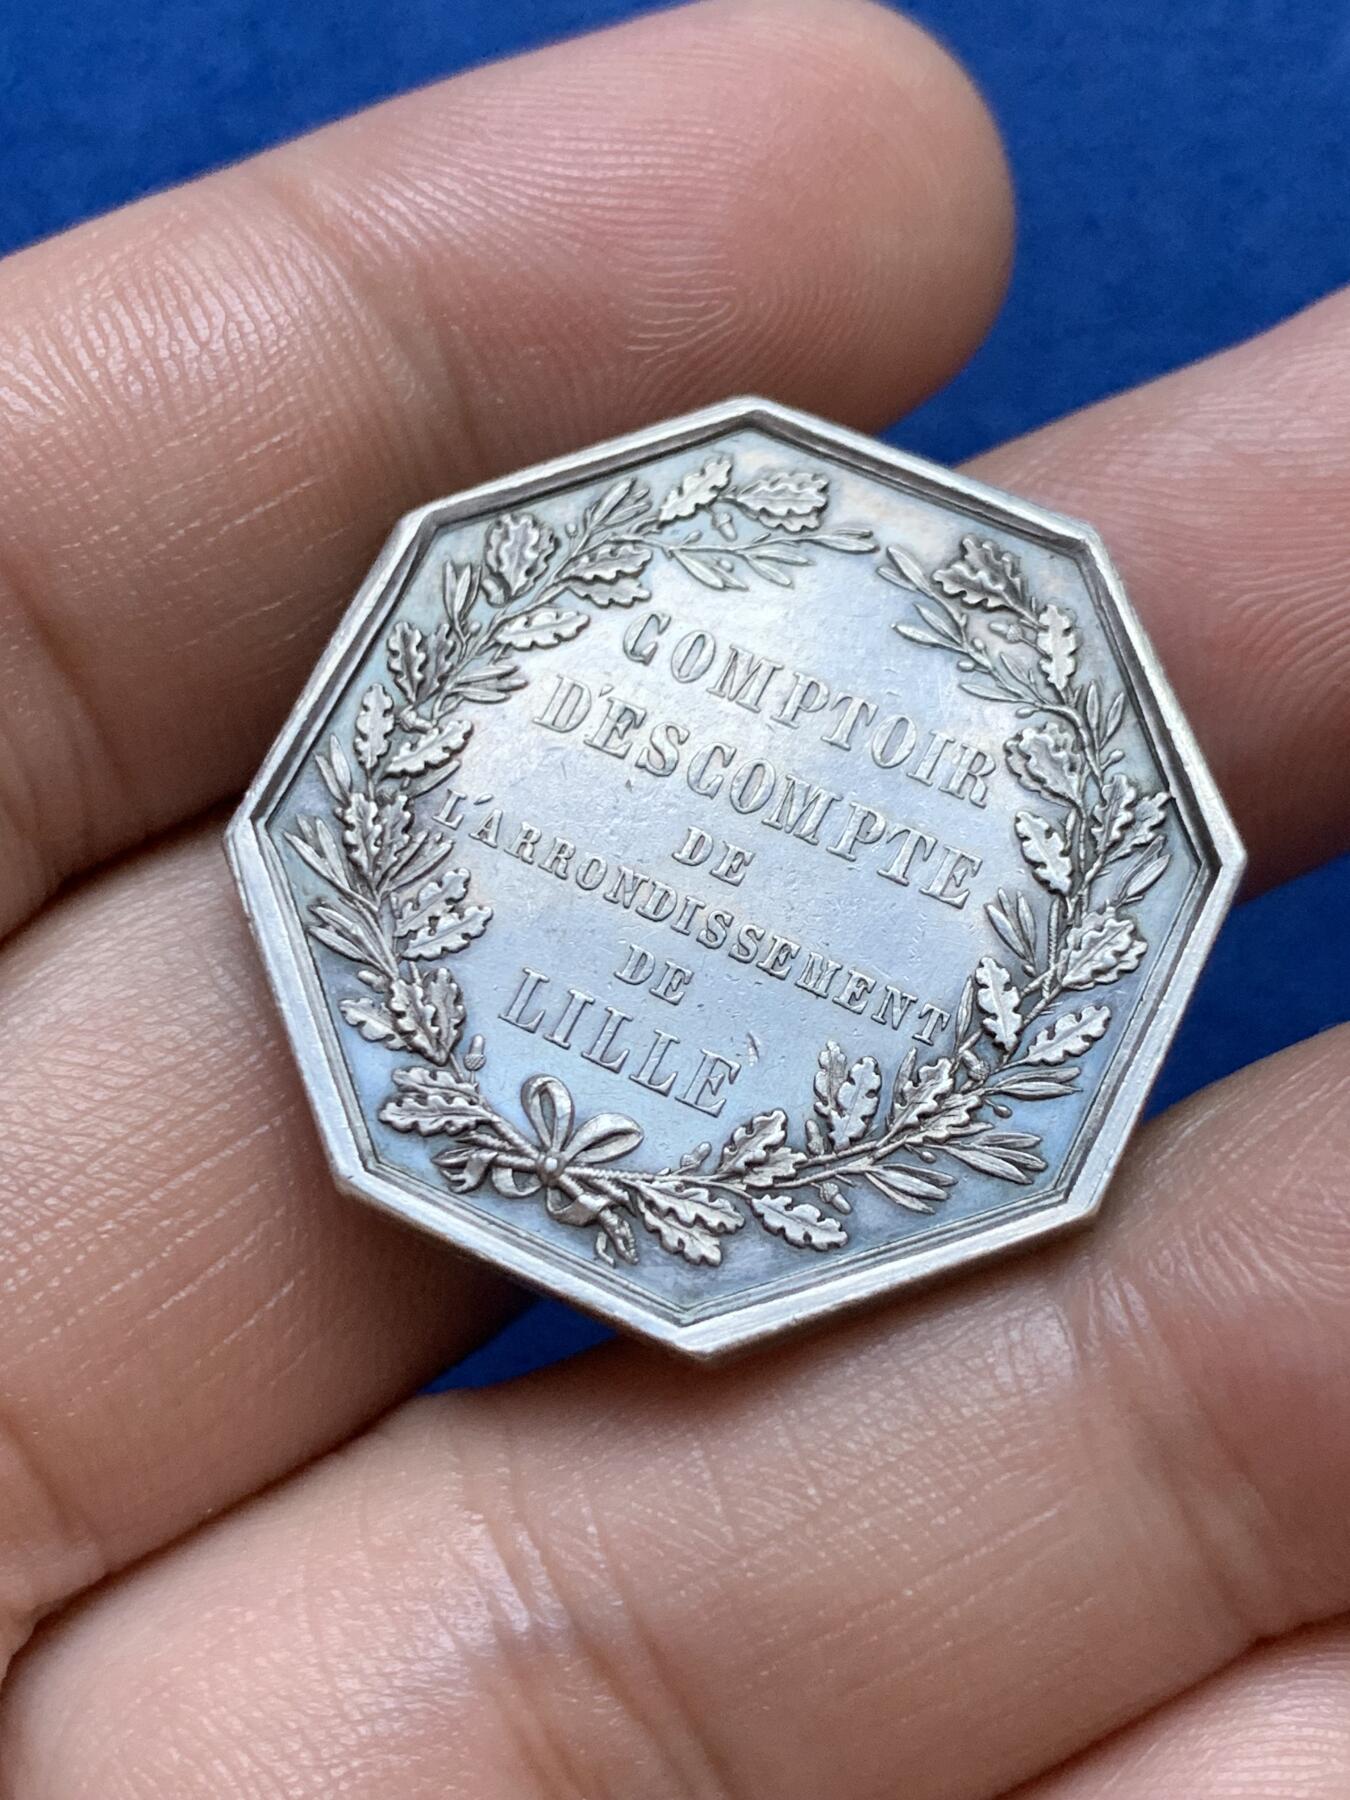 COMPTOIR
D'ESCOMPTE
DE
L'ARRONDISSEMENT
DE
LILLE